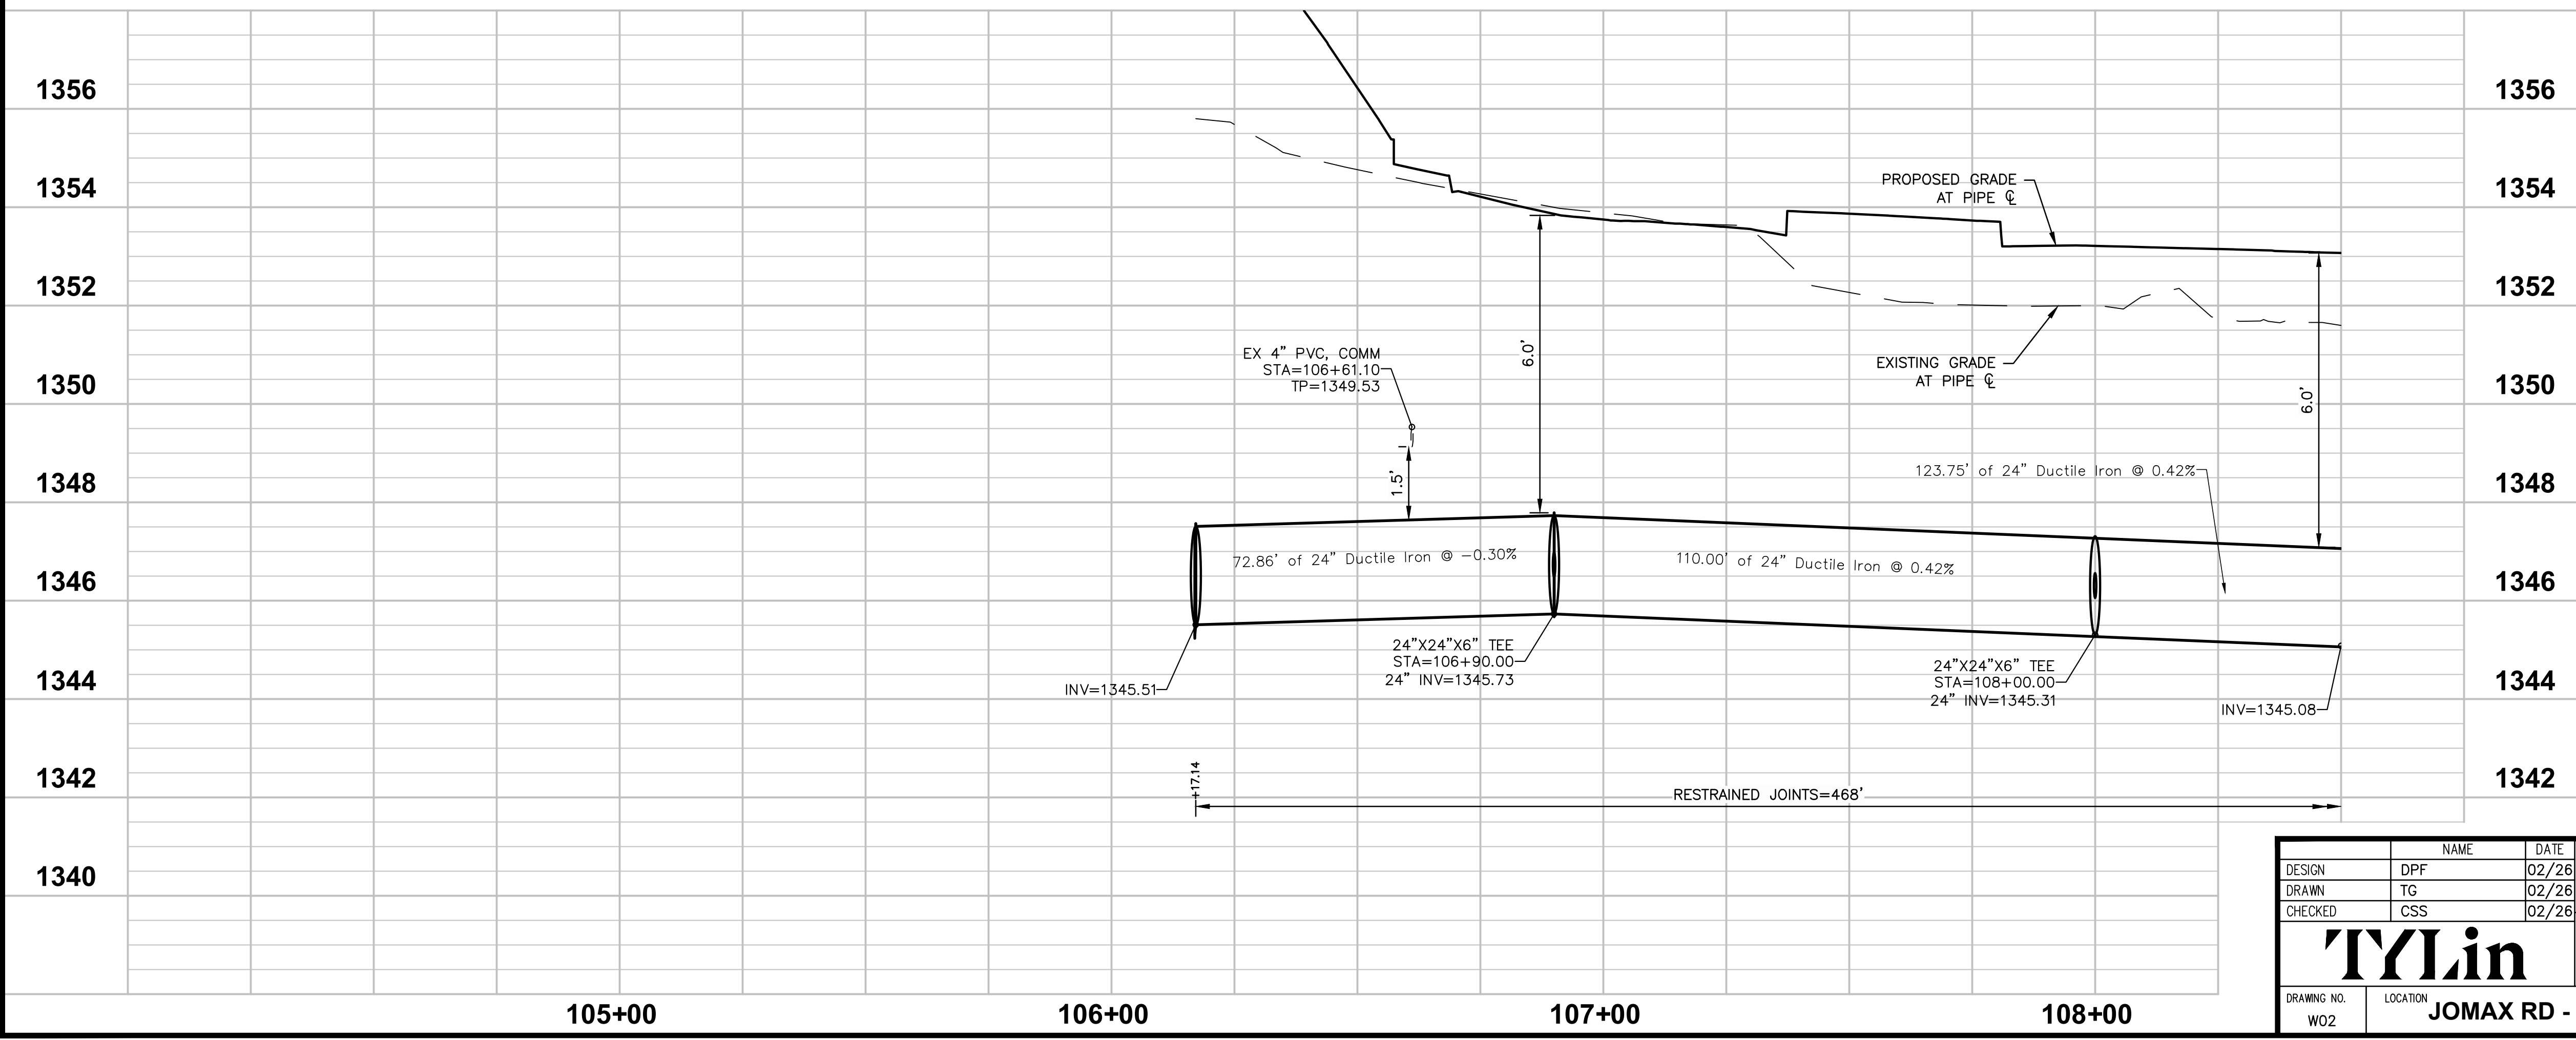 1356
1354
1352
1350
1348
1346
1344
1342
1340
1356
1354
1352
1350
1348
1346
1344
1342
PROPOSED GRADE
AT PIPE ℄
EXISTING GRADE
AT PIPE ℄
EX 4" PVC, COMM
STA=106+61.10
TP=1349.53
6.0'
1.5'
6.0'
123.75' of 24" Ductile Iron @ 0.42%
72.86' of 24" Ductile Iron @ -0.30%
110.00' of 24" Ductile Iron @ 0.42%
24"X24"X6" TEE
STA=106+90.00
24" INV=1345.73
INV=1345.51
24"X24"X6" TEE
STA=108+00.00
24" INV=1345.31
INV=1345.08
+17.14
RESTRAINED JOINTS=468'
105+00
106+00
107+00
108+00
NAME DATE
DESIGN DPF 02/26
DRAWN TG 02/26
CHECKED CSS 02/26
TYLin
DRAWING NO.
W02
LOCATION JOMAX RD -